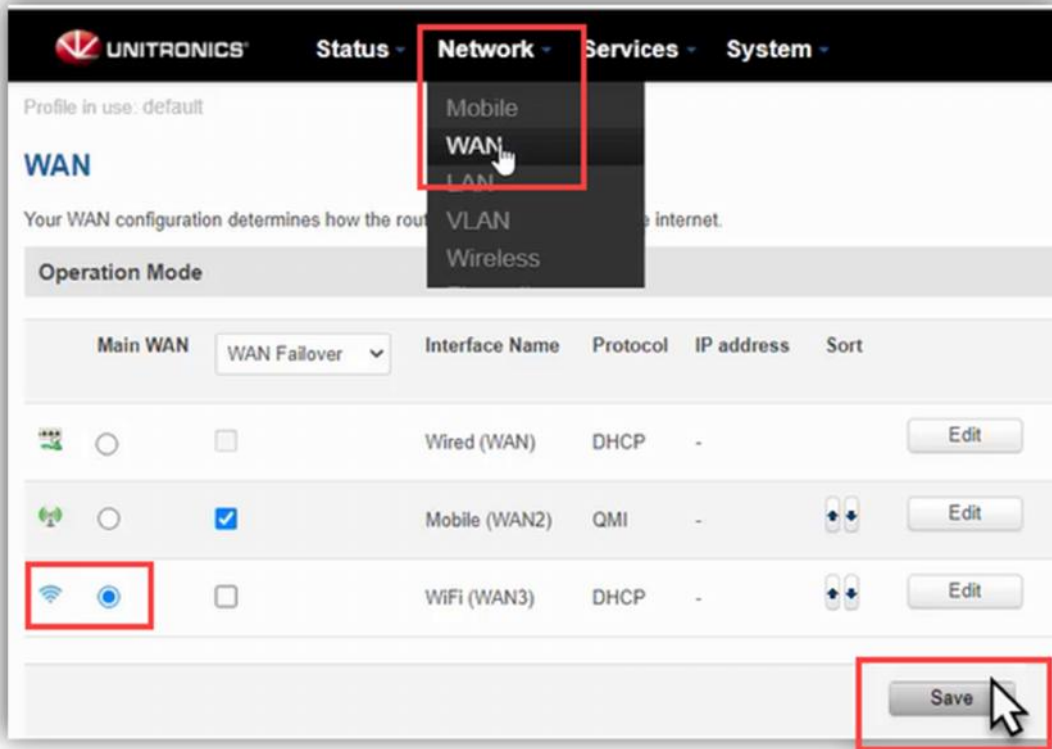 UNITRONICS Status Network Services System
Profile in use: default
Mobile
WAN
WAN
LAN
Your WAN configuration determines how the rout
e internet.
VLAN
Wireless
Operation Mode
Main WAN WAN Failover Interface Name Protocol IP address Sort
Wired (WAN) DHCP - Edit
Mobile (WAN2) QMI - Edit
WiFi (WAN3) DHCP - Edit
Save